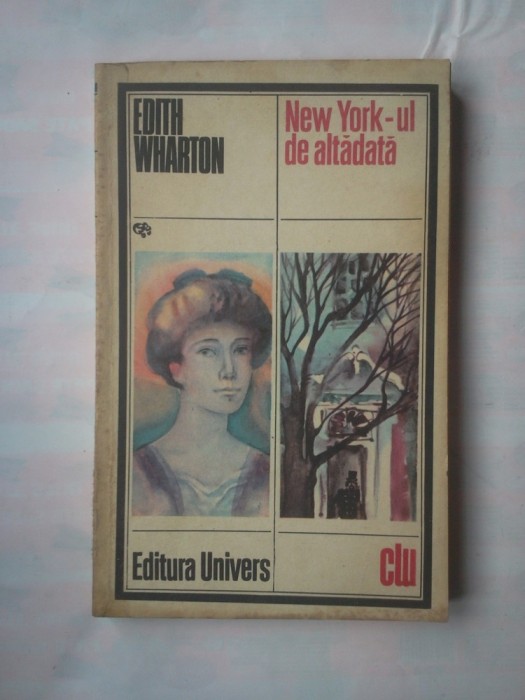 EDITH
WHARTON
New York-ul
de altădată
Editura Univers
clu